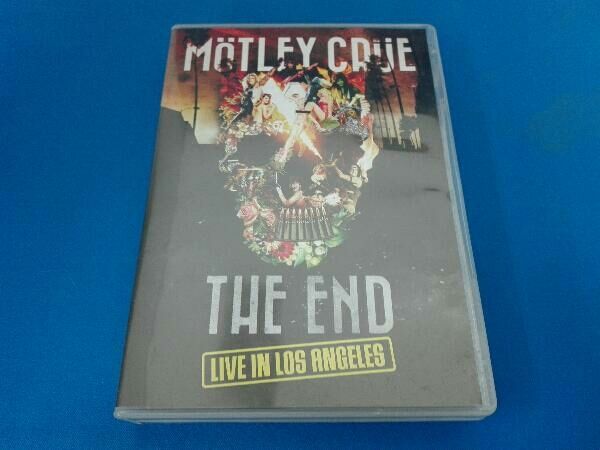 MÖTLEY CRÜE
THE END
LIVE IN LOS ANGELES